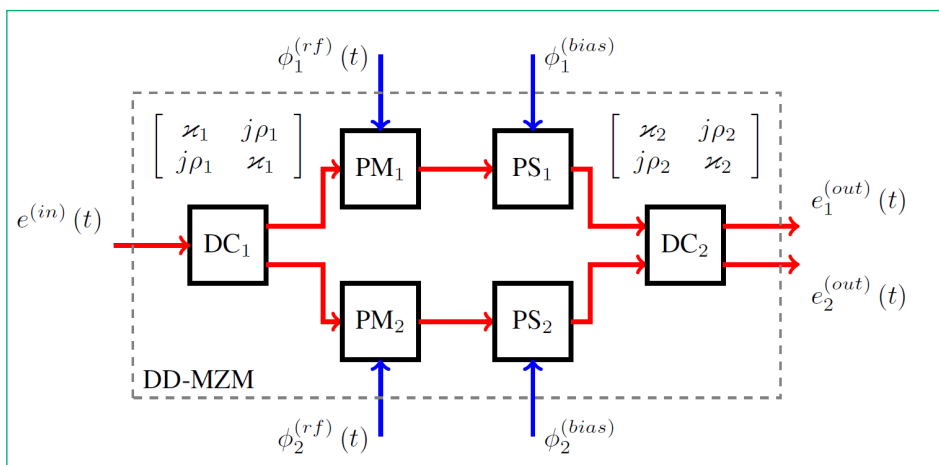 ϕ₁^(rf) (t)
ϕ₁^(bias)
[ ϰ₁ jρ₁ ]
[ jρ₁ ϰ₁ ]
PM₁
PS₁
[ ϰ₂ jρ₂ ]
[ jρ₂ ϰ₂ ]
e^(in) (t)
DC₁
DC₂
e₁^(out) (t)
e₂^(out) (t)
PM₂
PS₂
DD-MZM
ϕ₂^(rf) (t)
ϕ₂^(bias)